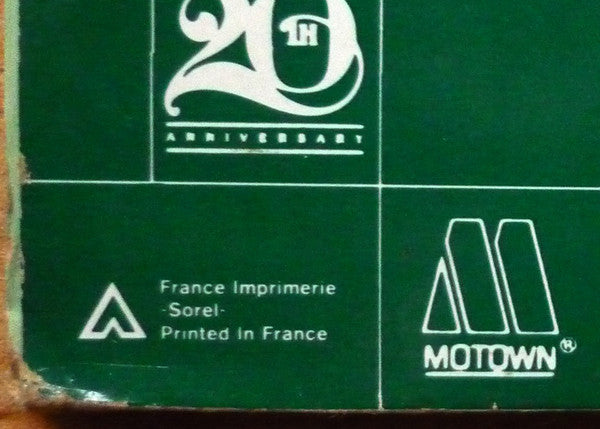 20TH
ANNIVERSARY
France Imprimerie
-Sorel-
Printed In France
M
MOTOWN®